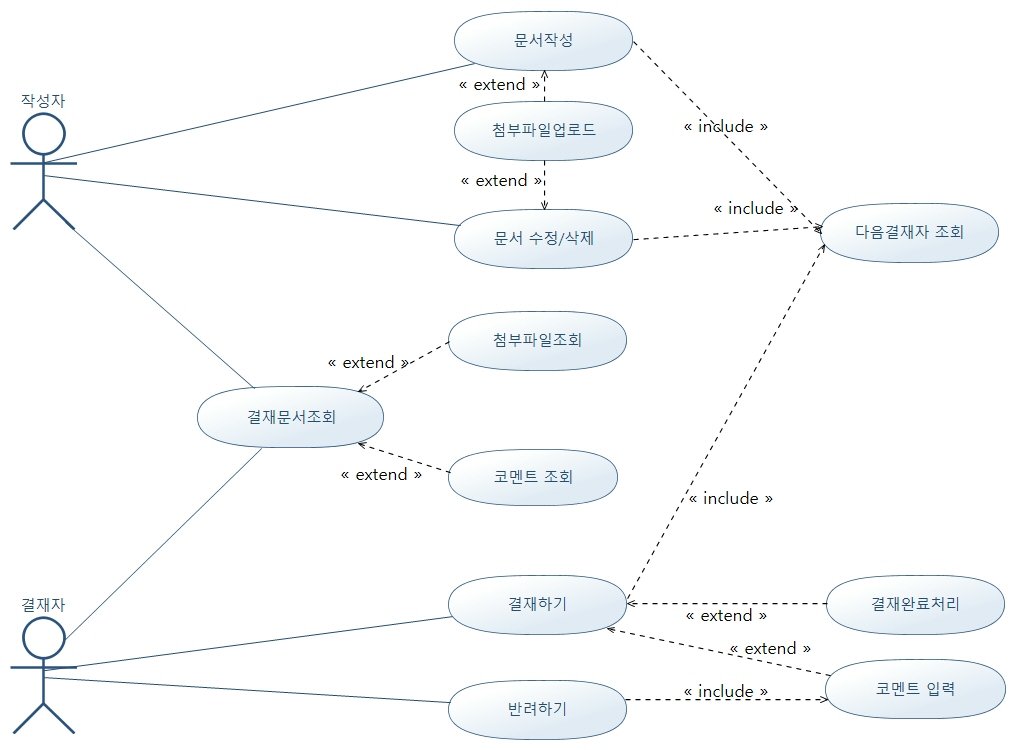 문서작성
« extend »
작성자
첨부파일업로드
« include »
« extend »
« include »
문서 수정/삭제
다음결재자 조회
첨부파일조회
« extend »
결재문서조회
« extend »
코멘트 조회
« include »
결재자
결재하기
결재완료처리
« extend »
« extend »
코멘트 입력
« include »
반려하기